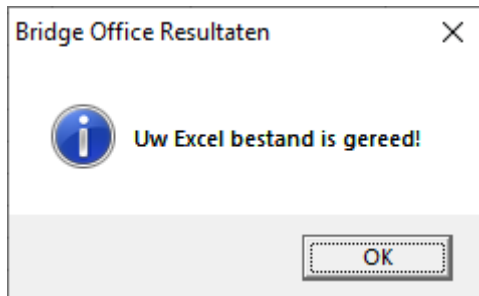 Bridge Office Resultaten
Uw Excel bestand is gereed!
OK